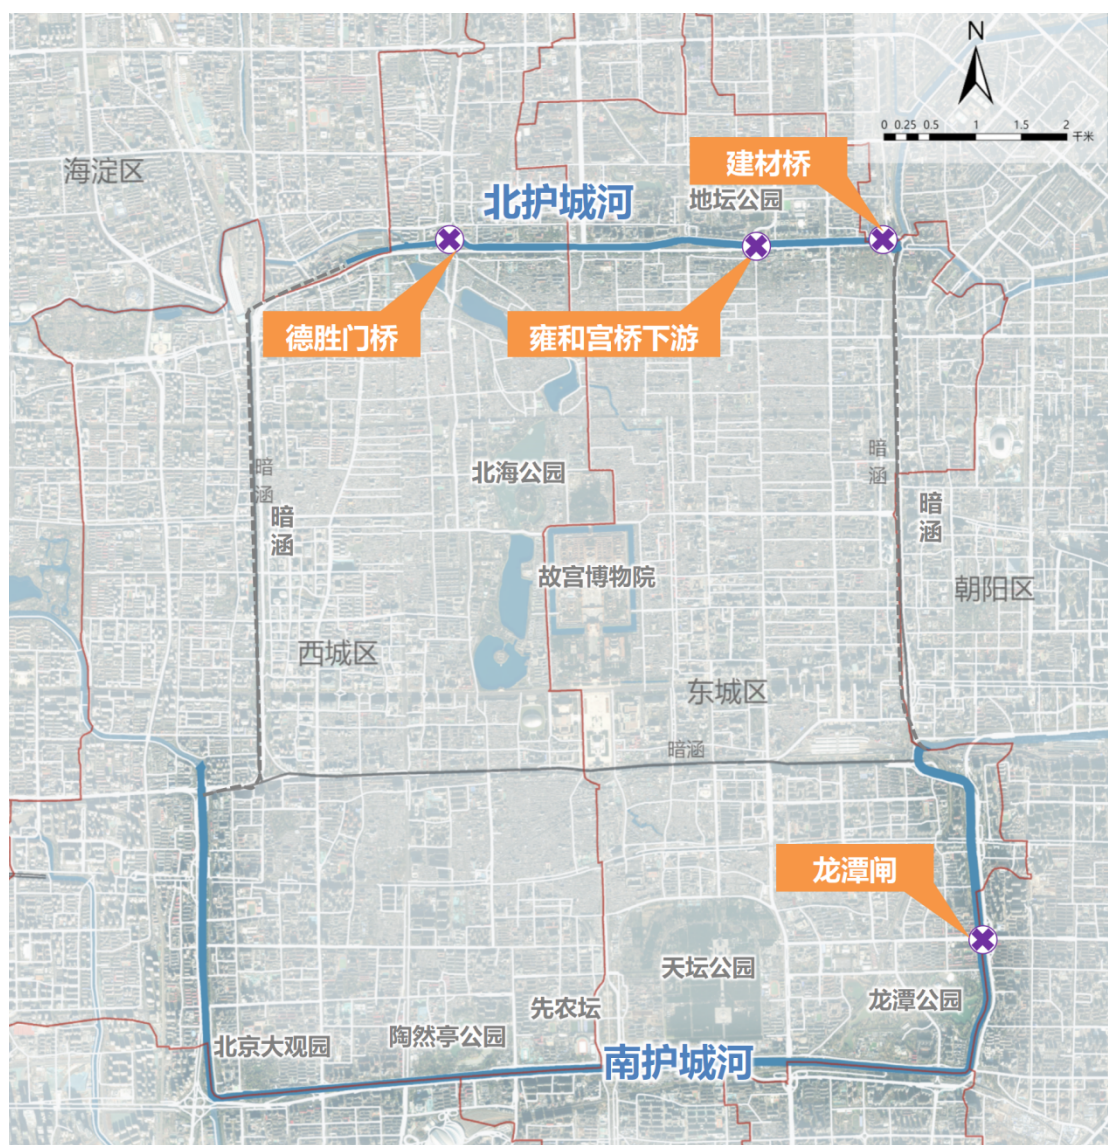 N
0 0.25 0.5 1 1.5 2
千米
海淀区
建材桥
北护城河
地坛公园
德胜门桥
雍和宫桥下游
暗涵
暗涵
北海公园
暗涵
暗涵
故宫博物院
朝阳区
西城区
东城区
暗涵
龙潭闸
天坛公园
龙潭公园
先农坛
陶然亭公园
北京大观园
南护城河